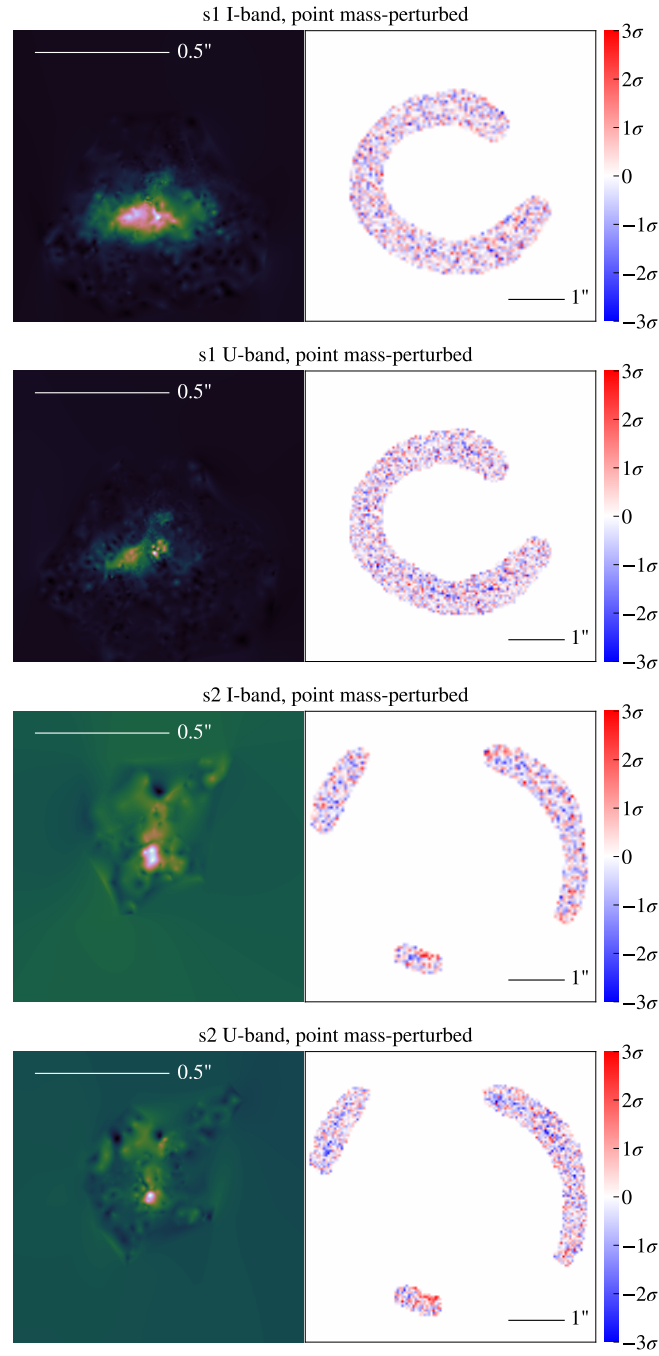 s1 I-band, point mass-perturbed
0.5"
1"
3σ
2σ
1σ
0
−1σ
−2σ
−3σ
s1 U-band, point mass-perturbed
0.5"
1"
3σ
2σ
1σ
0
−1σ
−2σ
−3σ
s2 I-band, point mass-perturbed
0.5"
1"
3σ
2σ
1σ
0
−1σ
−2σ
−3σ
s2 U-band, point mass-perturbed
0.5"
1"
3σ
2σ
1σ
0
−1σ
−2σ
−3σ